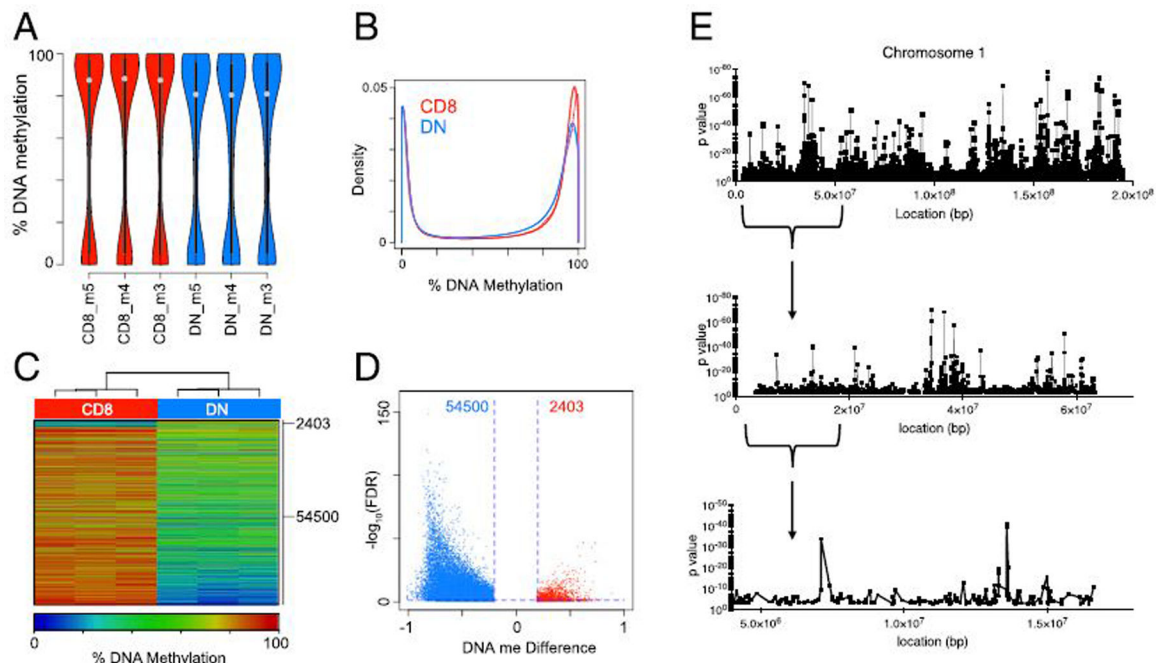 A
100
% DNA methylation
0
CD8_m5
CD8_m4
CD8_m3
DN_m5
DN_m4
DN_m3
B
0.05
CD8
DN
Density
0
0
100
% DNA Methylation
C
CD8
DN
2403
54500
0
100
% DNA Methylation
D
54500
2403
150
-log10(FDR)
0
-1
0
1
DNA me Difference
E
Chromosome 1
10-80
10-60
10-40
10-20
100
p value
0.0
5.0x107
1.0x108
1.5x108
2.0x108
Location (bp)
10-80
10-60
10-40
10-20
100
p value
0
2x107
4x107
6x107
location (bp)
10-50
10-40
10-30
10-20
10-10
100
p value
5.0x106
1.0x107
1.5x107
location (bp)